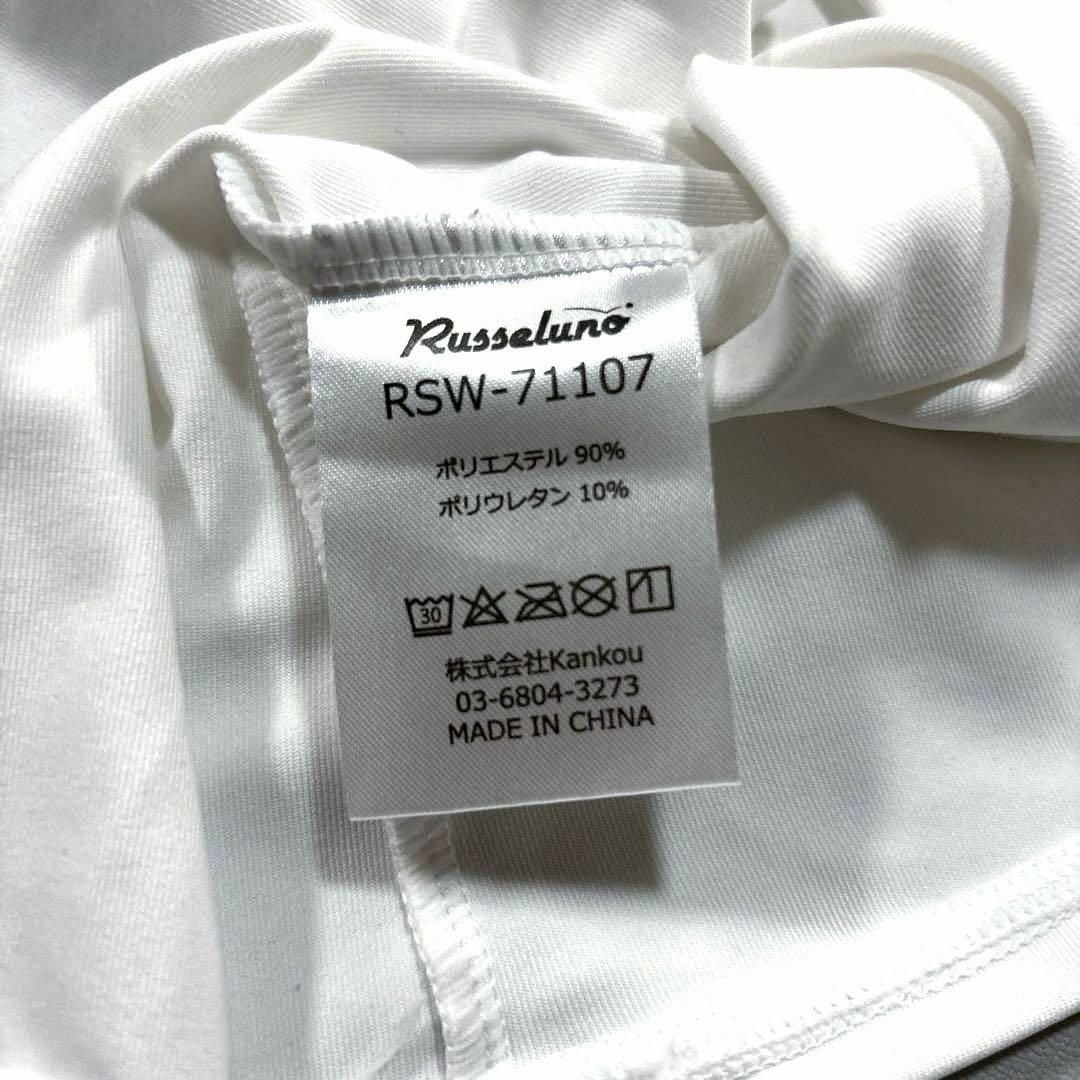 Russeluno
RSW-71107
ポリエステル 90%
ポリウレタン 10%
30
株式会社Kankou
03-6804-3273
MADE IN CHINA